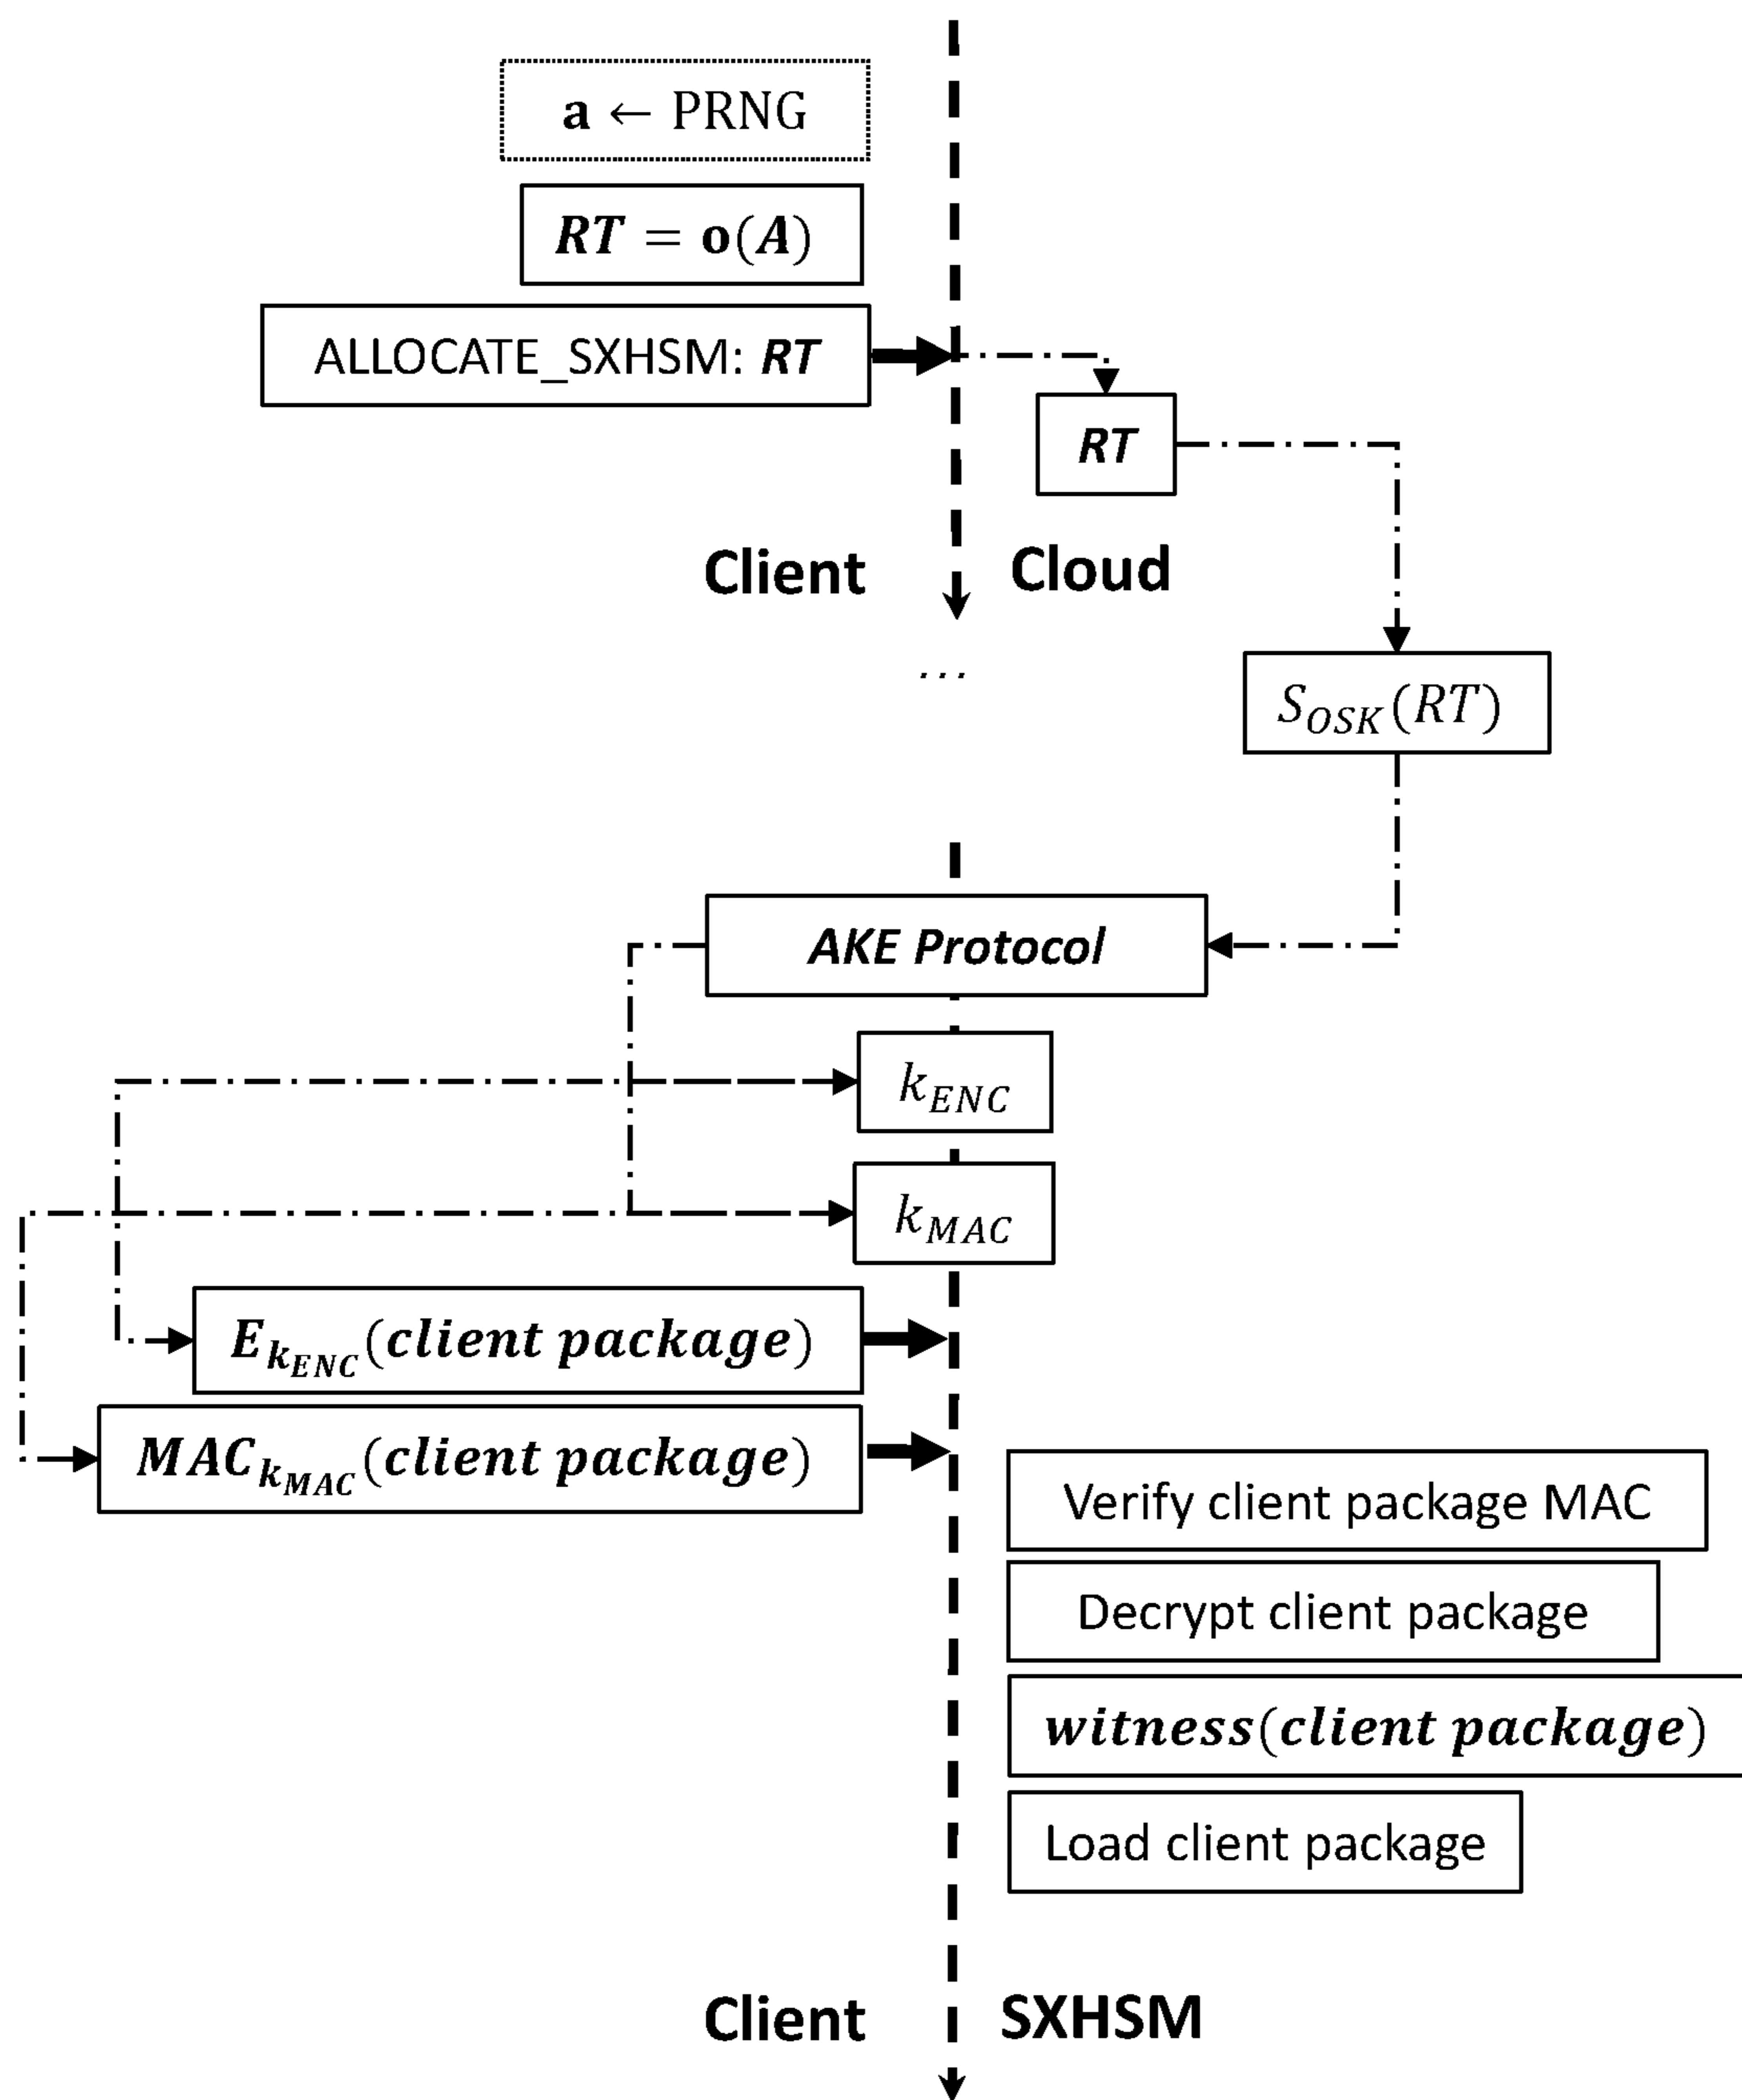 a ← PRNG
RT = o(A)
ALLOCATE_SXHSM: RT
RT
Client
Cloud
...
S_OSK(RT)
AKE Protocol
k_ENC
k_MAC
E_k_ENC(client package)
MAC_k_MAC(client package)
Verify client package MAC
Decrypt client package
witness(client package)
Load client package
Client
SXHSM